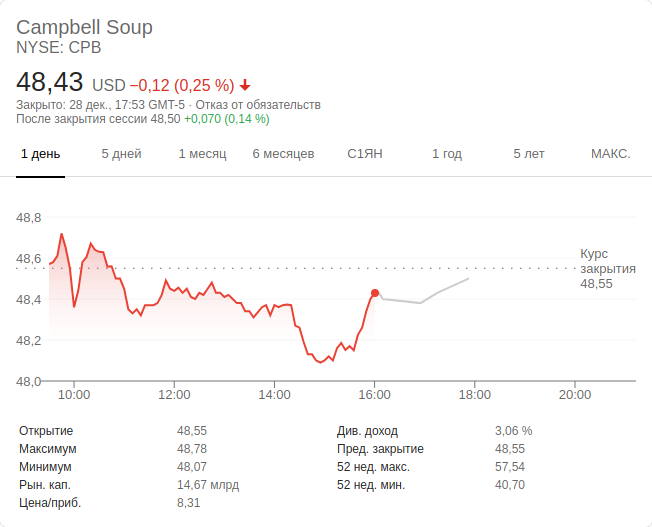 Campbell Soup
NYSE: CPB
48,43 USD −0,12 (0,25 %)
Закрыто: 28 дек., 17:53 GMT-5 · Отказ от обязательств
После закрытия сессии 48,50 +0,070 (0,14 %)
1 день 5 дней 1 месяц 6 месяцев С1ЯН 1 год 5 лет МАКС.
48,8
48,6
48,4
48,2
48,0
Курс
закрытия
48,55
10:00 12:00 14:00 16:00 18:00 20:00
Открытие 48,55 Див. доход 3,06 %
Максимум 48,78 Пред. закрытие 48,55
Минимум 48,07 52 нед. макс. 57,54
Рын. кап. 14,67 млрд 52 нед. мин. 40,70
Цена/приб. 8,31